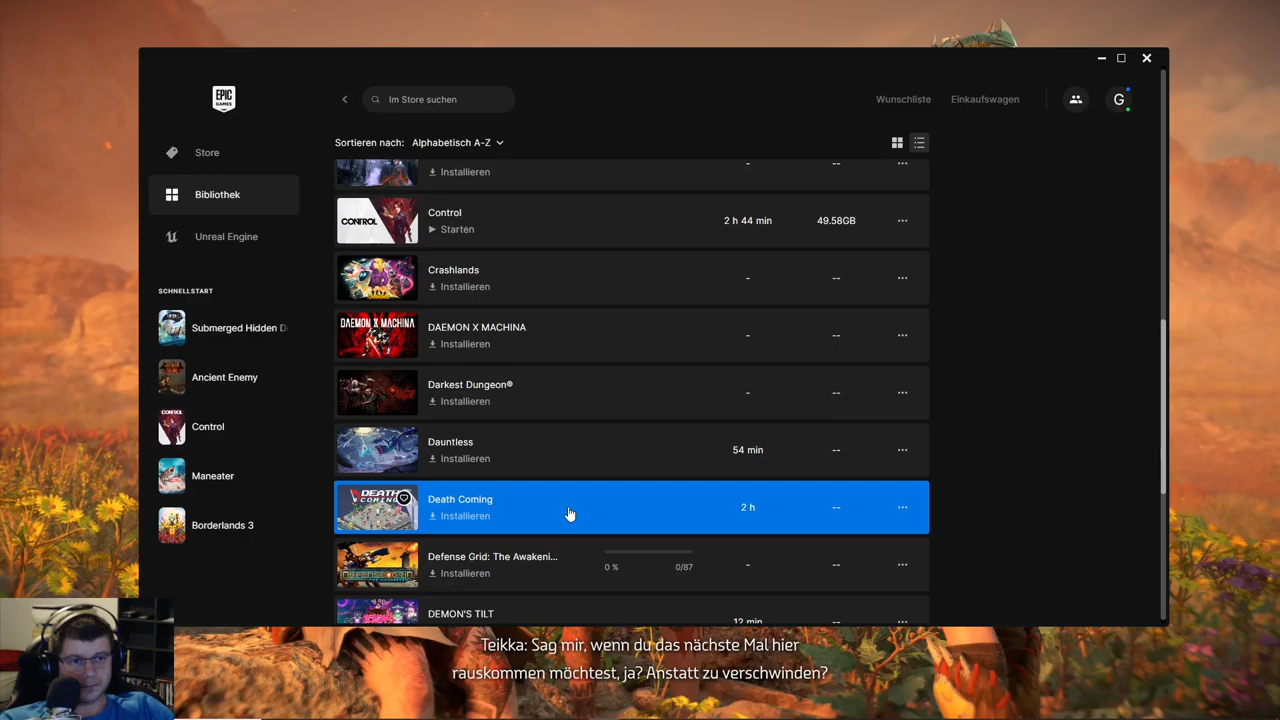 EPIC
GAMES
Im Store suchen
Wunschliste
Einkaufswagen
G
Store
Bibliothek
Unreal Engine
SCHNELLSTART
Submerged Hidden D
Ancient Enemy
Control
Maneater
Borderlands 3
Sortieren nach: Alphabetisch A-Z
Installieren - -- ...
CONTROL
Control
Starten
2 h 44 min 49.58GB ...
Crashlands
Installieren
- -- ...
DAEMON X MACHINA
DAEMON X MACHINA
Installieren
- -- ...
Darkest Dungeon®
Installieren
- -- ...
Dauntless
Installieren
54 min -- ...
DEATH
COMING
Death Coming
Installieren
2 h -- ...
DEFENSE GRID
Defense Grid: The Awakeni...
Installieren
0 % 0/87
- -- ...
DEMON'S TILT
12 min -- ...
Teikka: Sag mir, wenn du das nächste Mal hier
rauskommen möchtest, ja? Anstatt zu verschwinden?